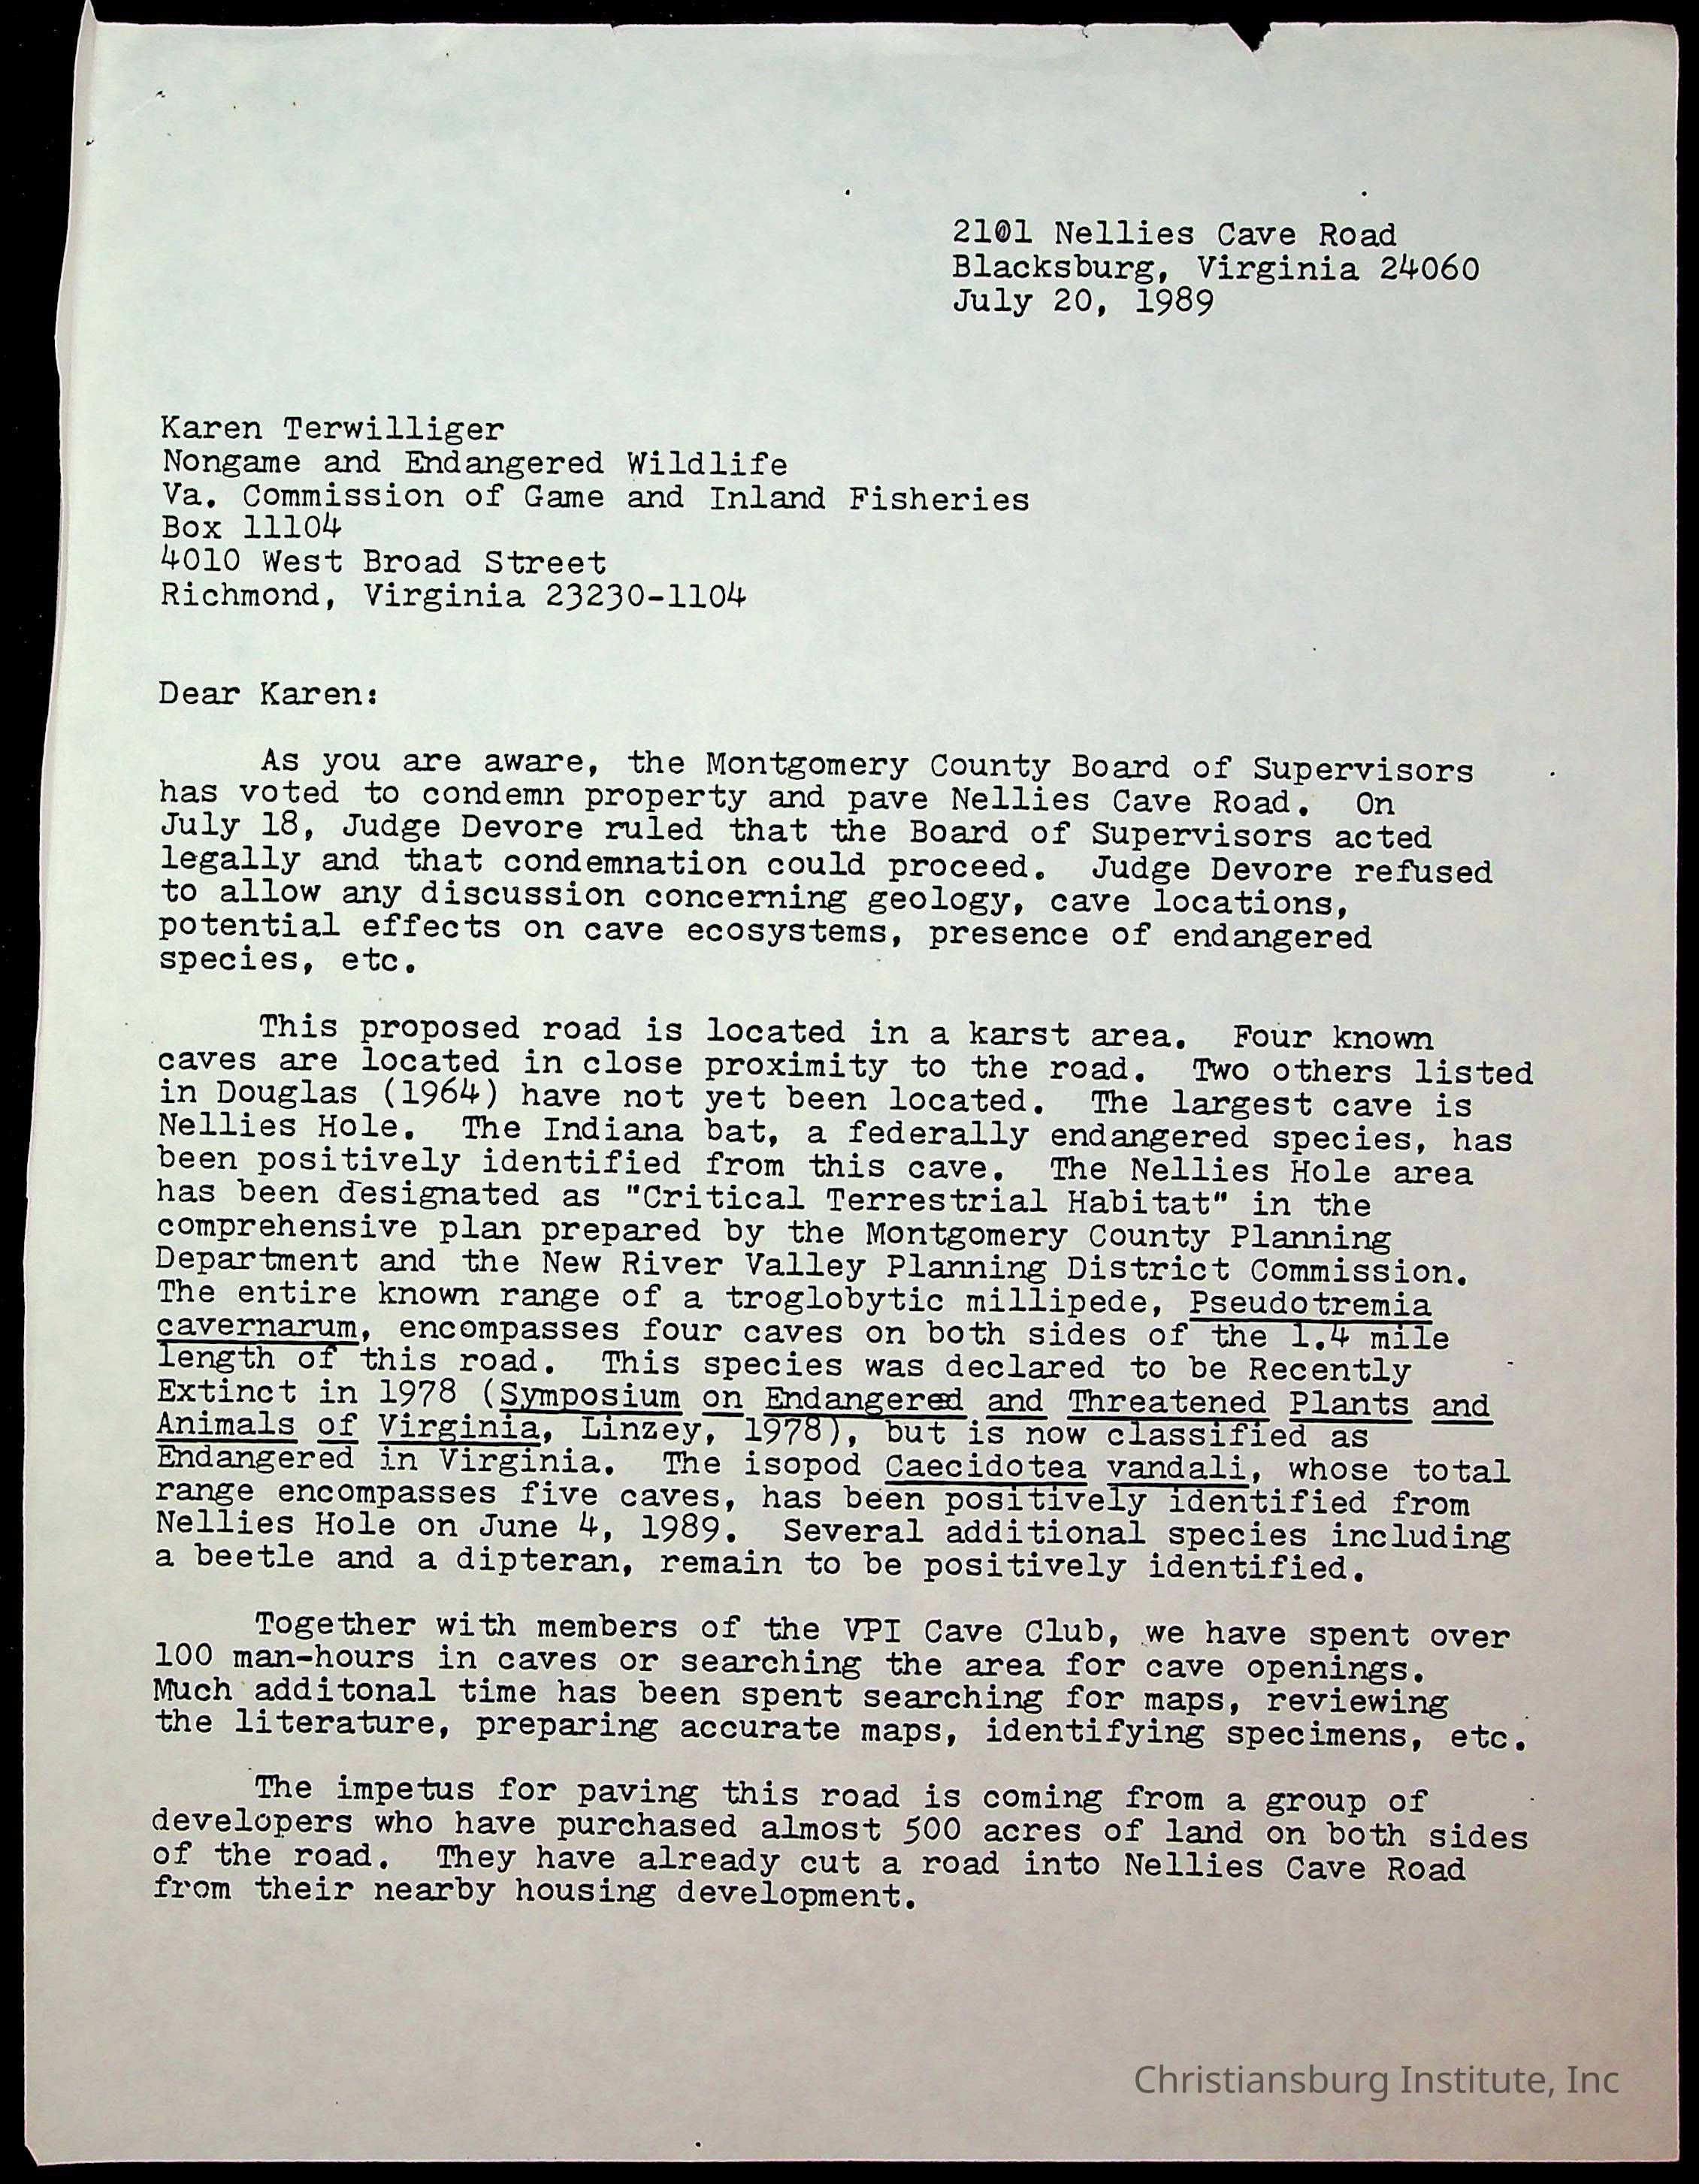 2101 Nellies Cave Road
Blacksburg, Virginia 24060
July 20, 1989
Karen Terwilliger
Nongame and Endangered Wildlife
Va. Commission of Game and Inland Fisheries
Box 11104
4010 West Broad Street
Richmond, Virginia 23230-1104
Dear Karen:
As you are aware, the Montgomery County Board of Supervisors
has voted to condemn property and pave Nellies Cave Road. On
July 18, Judge Devore ruled that the Board of Supervisors acted
legally and that condemnation could proceed. Judge Devore refused
to allow any discussion concerning geology, cave locations,
potential effects on cave ecosystems, presence of endangered
species, etc.
This proposed road is located in a karst area. Four known
caves are located in close proximity to the road. Two others listed
in Douglas (1964) have not yet been located. The largest cave is
Nellies Hole. The Indiana bat, a federally endangered species, has
been positively identified from this cave. The Nellies Hole area
has been designated as "Critical Terrestrial Habitat" in the
comprehensive plan prepared by the Montgomery County Planning
Department and the New River Valley Planning District Commission.
The entire known range of a troglobytic millipede, Pseudotremia
cavernarum, encompasses four caves on both sides of the 1.4 mile
length of this road. This species was declared to be Recently
Extinct in 1978 (Symposium on Endangered and Threatened Plants and
Animals of Virginia, Linzey, 1978), but is now classified as
Endangered in Virginia. The isopod Caecidotea vandali, whose total
range encompasses five caves, has been positively identified from
Nellies Hole on June 4, 1989. Several additional species including
a beetle and a dipteran, remain to be positively identified.
Together with members of the VPI Cave Club, we have spent over
100 man-hours in caves or searching the area for cave openings.
Much additonal time has been spent searching for maps, reviewing
the literature, preparing accurate maps, identifying specimens, etc.
The impetus for paving this road is coming from a group of
developers who have purchased almost 500 acres of land on both sides
of the road. They have already cut a road into Nellies Cave Road
from their nearby housing development.
Christiansburg Institute, Inc